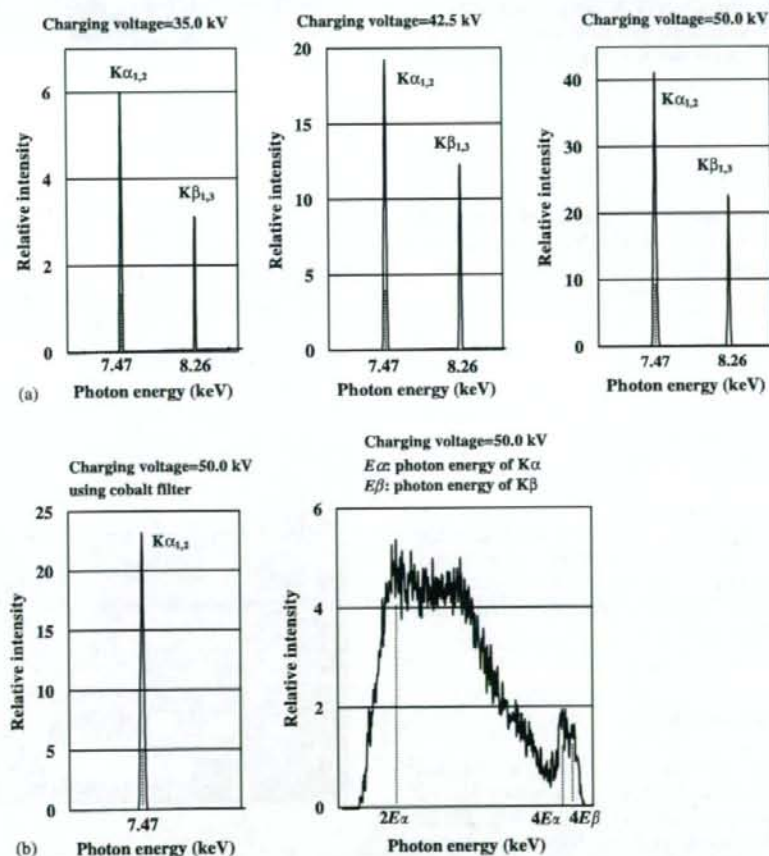 Charging voltage=35.0 kV
Relative intensity
6
4
2
0
Kα1,2
Kβ1,3
7.47 8.26
Photon energy (keV)
Charging voltage=42.5 kV
Relative intensity
20
15
10
5
0
Kα1,2
Kβ1,3
7.47 8.26
Photon energy (keV)
Charging voltage=50.0 kV
Relative intensity
40
30
20
10
0
Kα1,2
Kβ1,3
7.47 8.26
Photon energy (keV)
(a)
Charging voltage=50.0 kV
using cobalt filter
Relative intensity
25
20
15
10
5
0
Kα1,2
7.47
Photon energy (keV)
Charging voltage=50.0 kV
Eα: photon energy of Kα
Eβ: photon energy of Kβ
Relative intensity
6
4
2
0
2Eα 4Eα 4Eβ
Photon energy (keV)
(b)